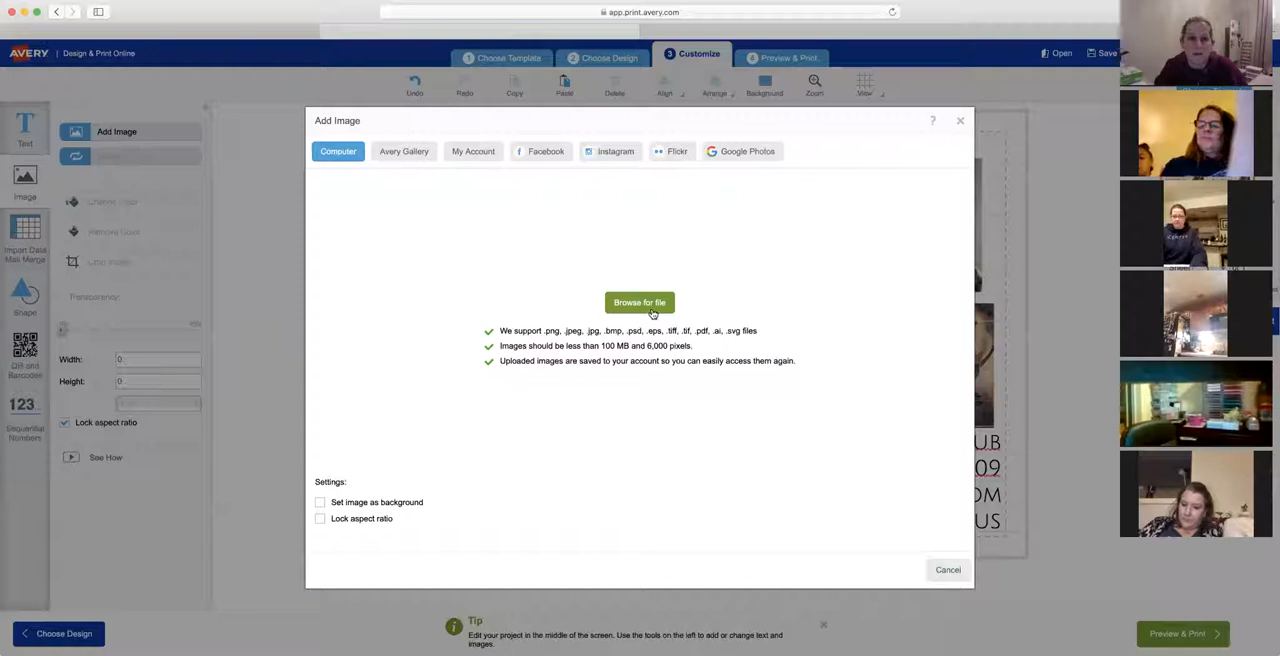 app.print.avery.com
AVERY Design & Print Online
1 Choose Template
2 Choose Design
3 Customize
4 Preview & Print
Open
Save
Undo
Redo
Copy
Paste
Delete
Align
Arrange
Background
Zoom
View
Text
Image
Import Data
Mail Merge
Shape
QR and
Barcodes
123
Sequential
Numbers
Add Image
Transparency:
Width: 0
Height: 0
Lock aspect ratio
See How
Add Image
?
Computer
Avery Gallery
My Account
Facebook
Instagram
Flickr
Google Photos
Browse for file
We support .png, .jpeg, .jpg, .bmp, .psd, .eps, .tiff, .tif, .pdf, .ai, .svg files
Images should be less than 100 MB and 6,000 pixels.
Uploaded images are saved to your account so you can easily access them again.
Settings:
Set image as background
Lock aspect ratio
Cancel
UB
09
OM
US
Choose Design
Tip
Edit your project in the middle of the screen. Use the tools on the left to add or change text and
images.
Preview & Print